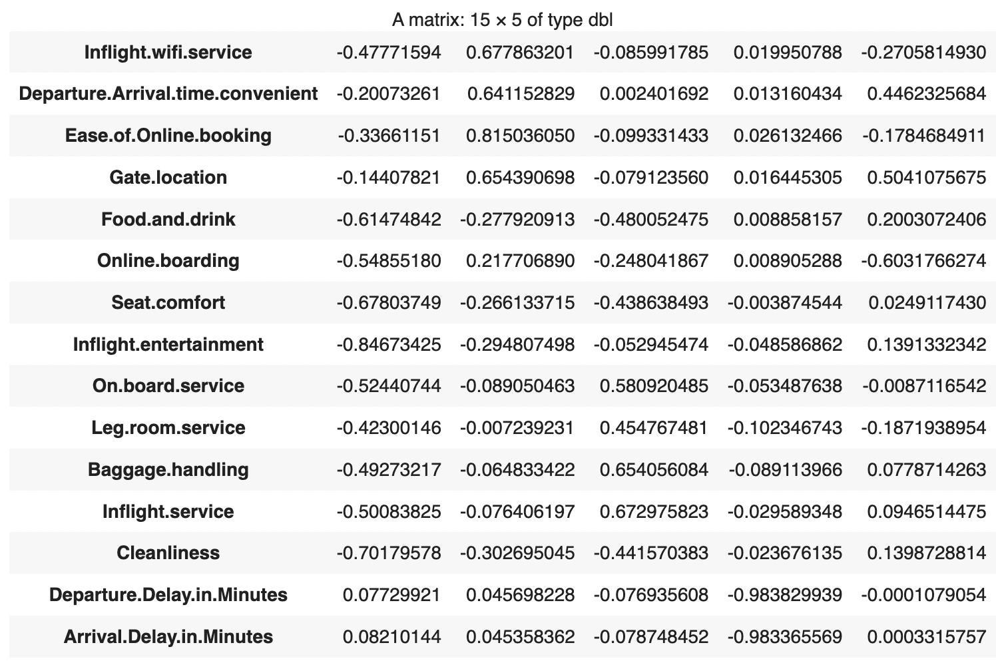 A matrix: 15 × 5 of type dbl
Inflight.wifi.service -0.47771594 0.677863201 -0.085991785 0.019950788 -0.2705814930
Departure.Arrival.time.convenient -0.20073261 0.641152829 0.002401692 0.013160434 0.4462325684
Ease.of.Online.booking -0.33661151 0.815036050 -0.099331433 0.026132466 -0.1784684911
Gate.location -0.14407821 0.654390698 -0.079123560 0.016445305 0.5041075675
Food.and.drink -0.61474842 -0.277920913 -0.480052475 0.008858157 0.2003072406
Online.boarding -0.54855180 0.217706890 -0.248041867 0.008905288 -0.6031766274
Seat.comfort -0.67803749 -0.266133715 -0.438638493 -0.003874544 0.0249117430
Inflight.entertainment -0.84673425 -0.294807498 -0.052945474 -0.048586862 0.1391332342
On.board.service -0.52440744 -0.089050463 0.580920485 -0.053487638 -0.0087116542
Leg.room.service -0.42300146 -0.007239231 0.454767481 -0.102346743 -0.1871938954
Baggage.handling -0.49273217 -0.064833422 0.654056084 -0.089113966 0.0778714263
Inflight.service -0.50083825 -0.076406197 0.672975823 -0.029589348 0.0946514475
Cleanliness -0.70179578 -0.302695045 -0.441570383 -0.023676135 0.1398728814
Departure.Delay.in.Minutes 0.07729921 0.045698228 -0.076935608 -0.983829939 -0.0001079054
Arrival.Delay.in.Minutes 0.08210144 0.045358362 -0.078748452 -0.983365569 0.0003315757